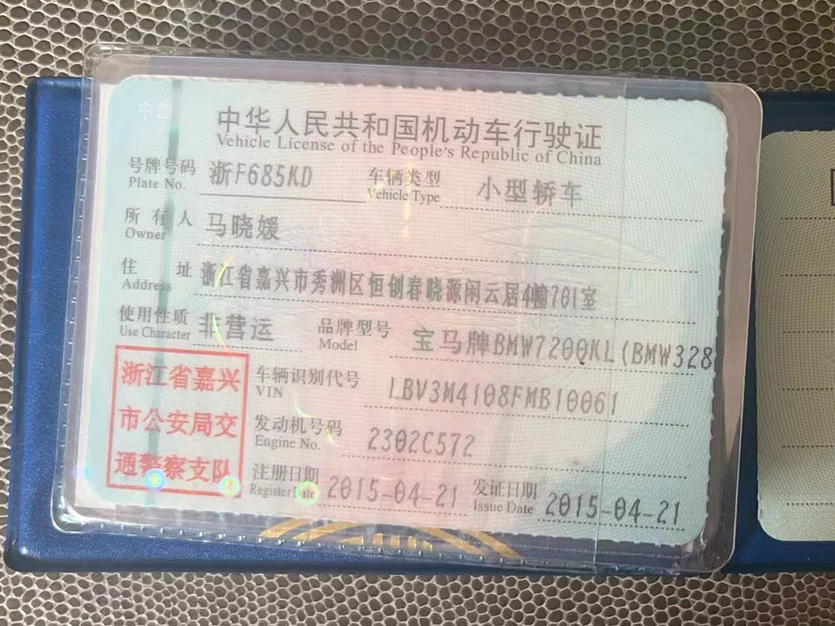 中华人民共和国机动车行驶证
Vehicle License of the People's Republic of China
号牌号码 浙F685KD 车辆类型 小型轿车
Plate No. Vehicle Type
所有人 马晓媛
Owner
住址 浙江省嘉兴市秀洲区恒创春晓源闲云居4幢701室
Address
使用性质 非营运 品牌型号 宝马牌BMW7200KL(BMW328
Use Character Model
浙江省嘉兴
市公安局交
通警察支队
车辆识别代号 LBV3M4108FMB10061
VIN
发动机号码 2302C572
Engine No.
注册日期 2015-04-21 发证日期 2015-04-21
Register Date Issue Date